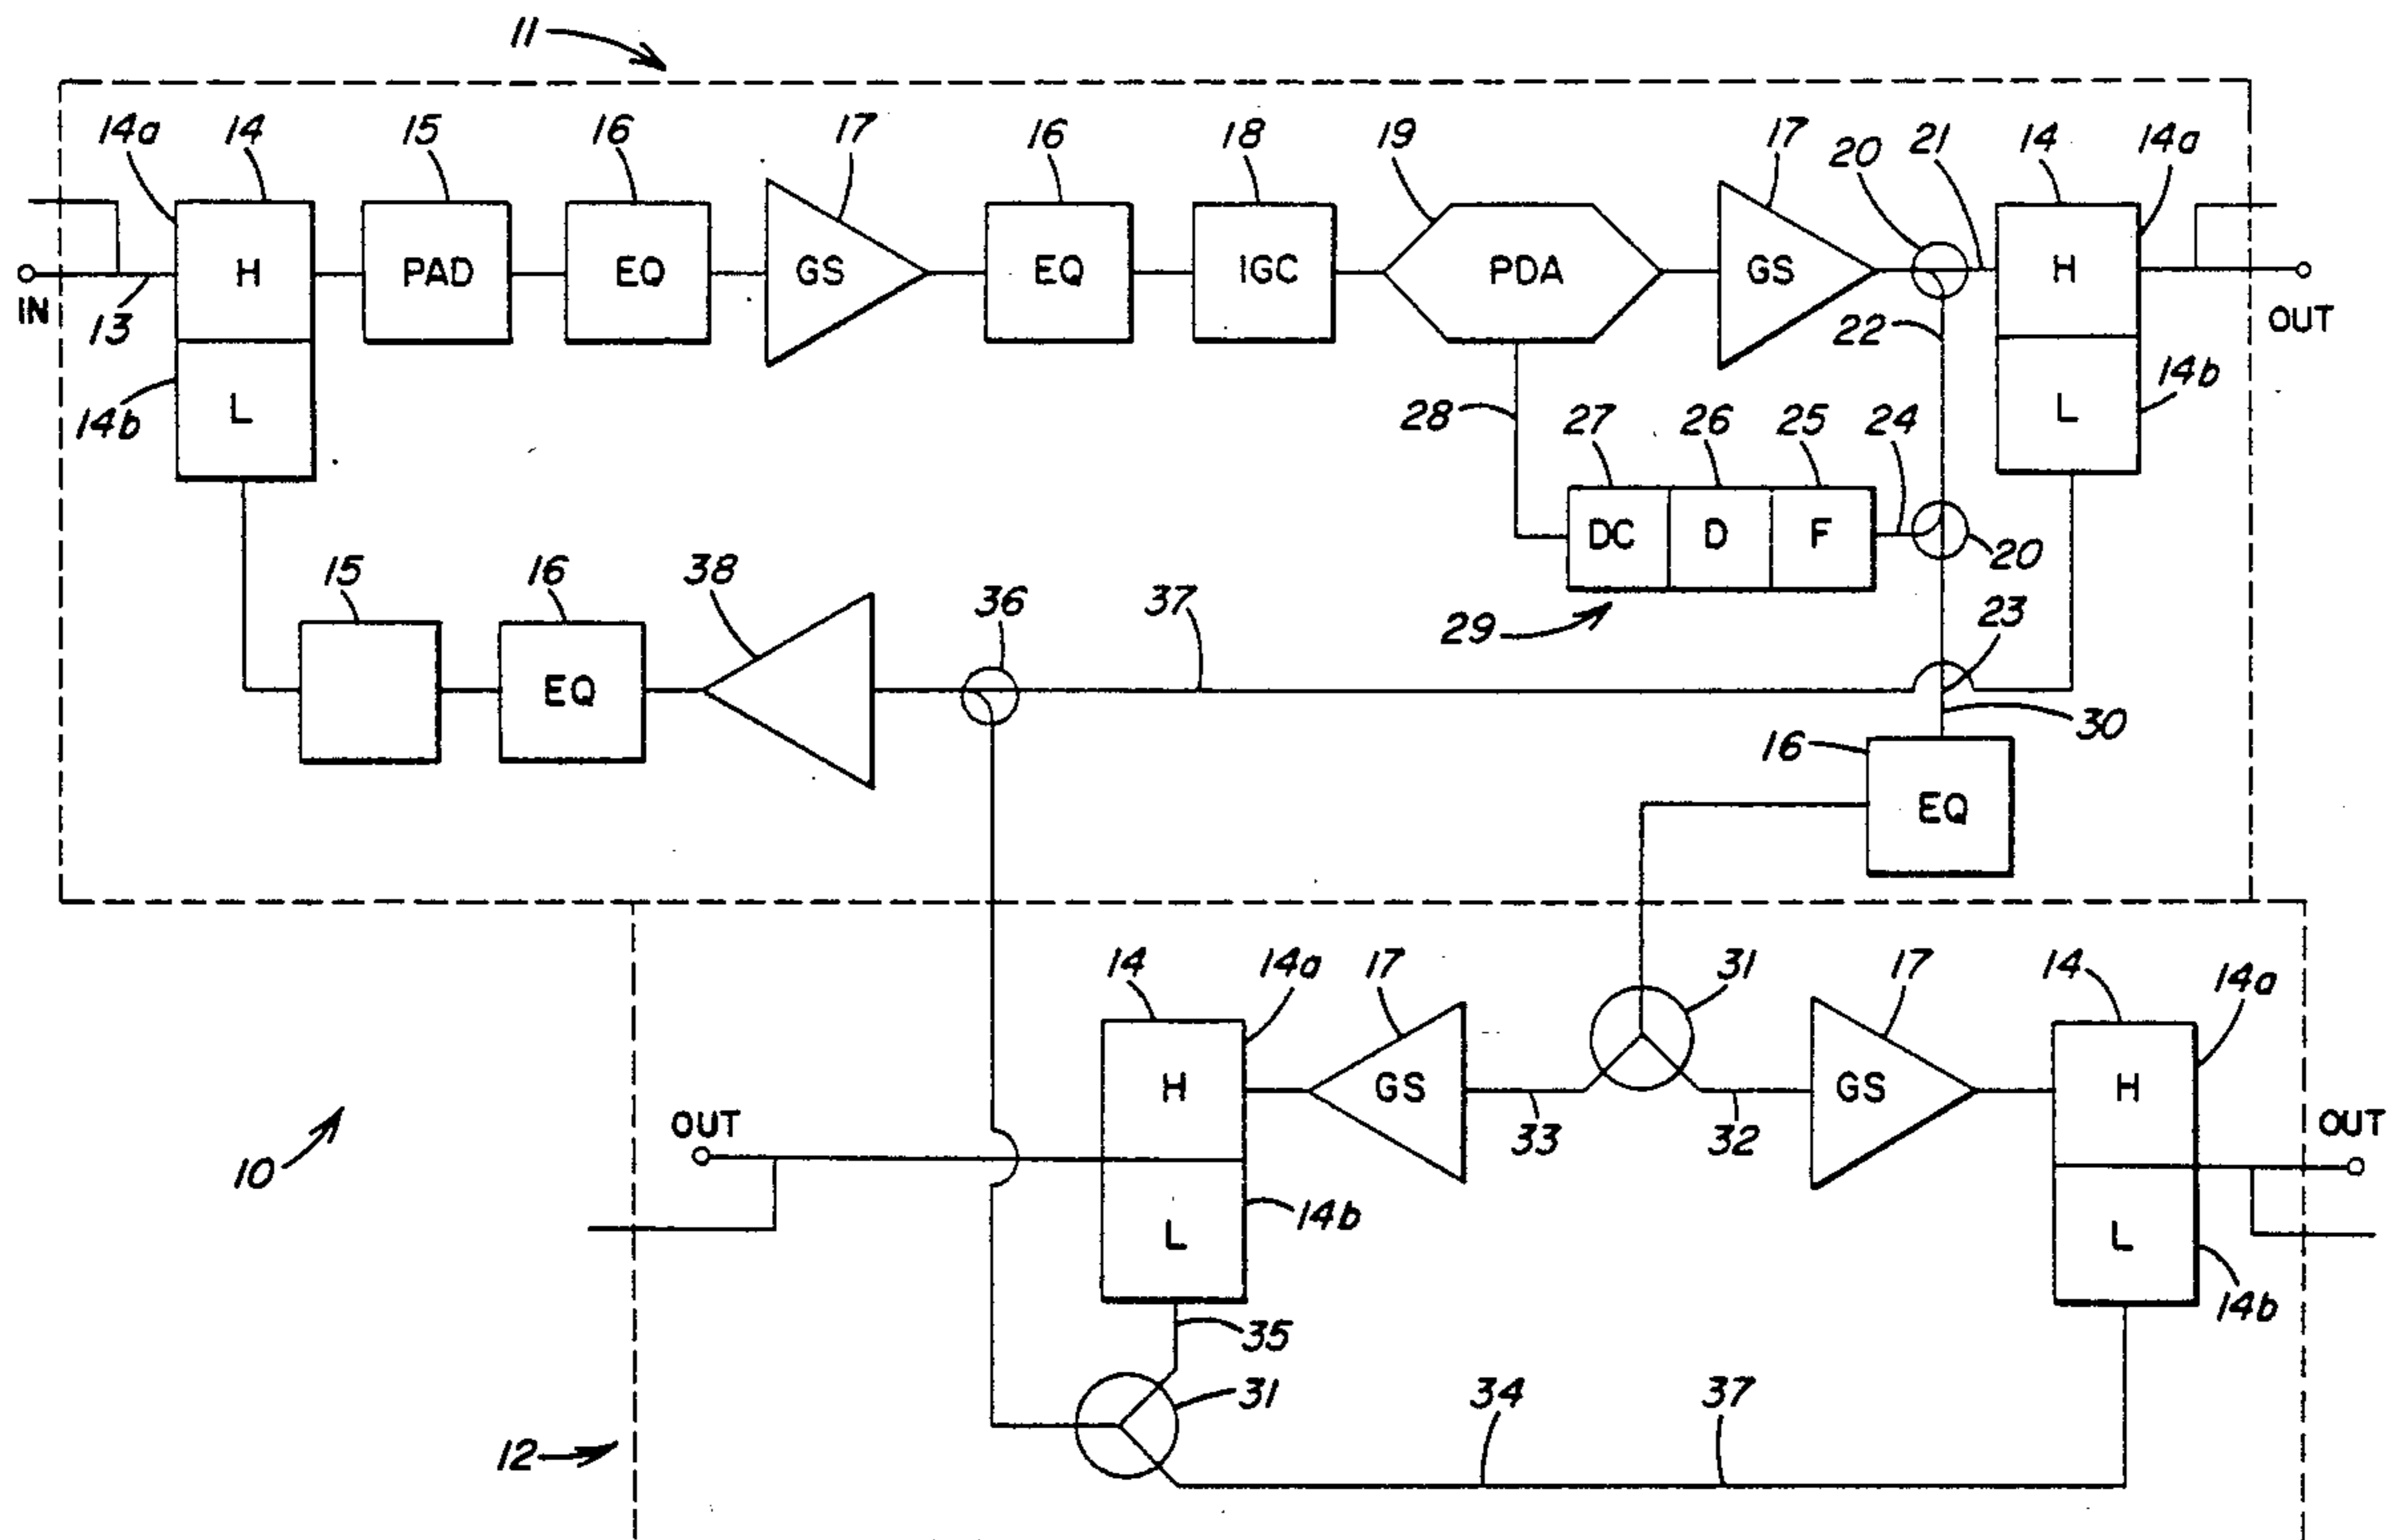 11
14a 14 15 16 17 16 18 19 17 20 21 14 14a
H PAD EQ GS EQ IGC PDA GS H
IN 13 22 OUT
14b L 28 27 26 25 24 L 14b
DC D F
15 16 38 36 37 29 20
23
EQ 30
16
EQ
14 14a 17 31 17 14 14a
H GS GS H
10 OUT 33 32 OUT
L 14b L
35 14b
31 34 37
12